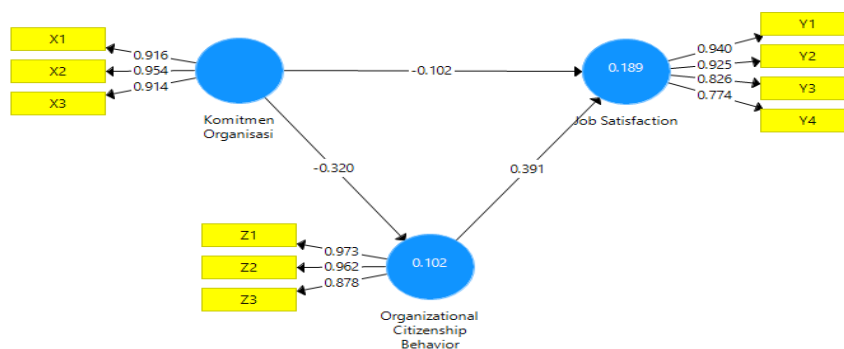 X1
X2
X3
0.916
0.954
0.914
Komitmen
Organisasi
-0.102
0.189
Job Satisfaction
0.940
0.925
0.826
0.774
Y1
Y2
Y3
Y4
-0.320
0.391
Z1
Z2
Z3
0.973
0.962
0.878
0.102
Organizational
Citizenship
Behavior